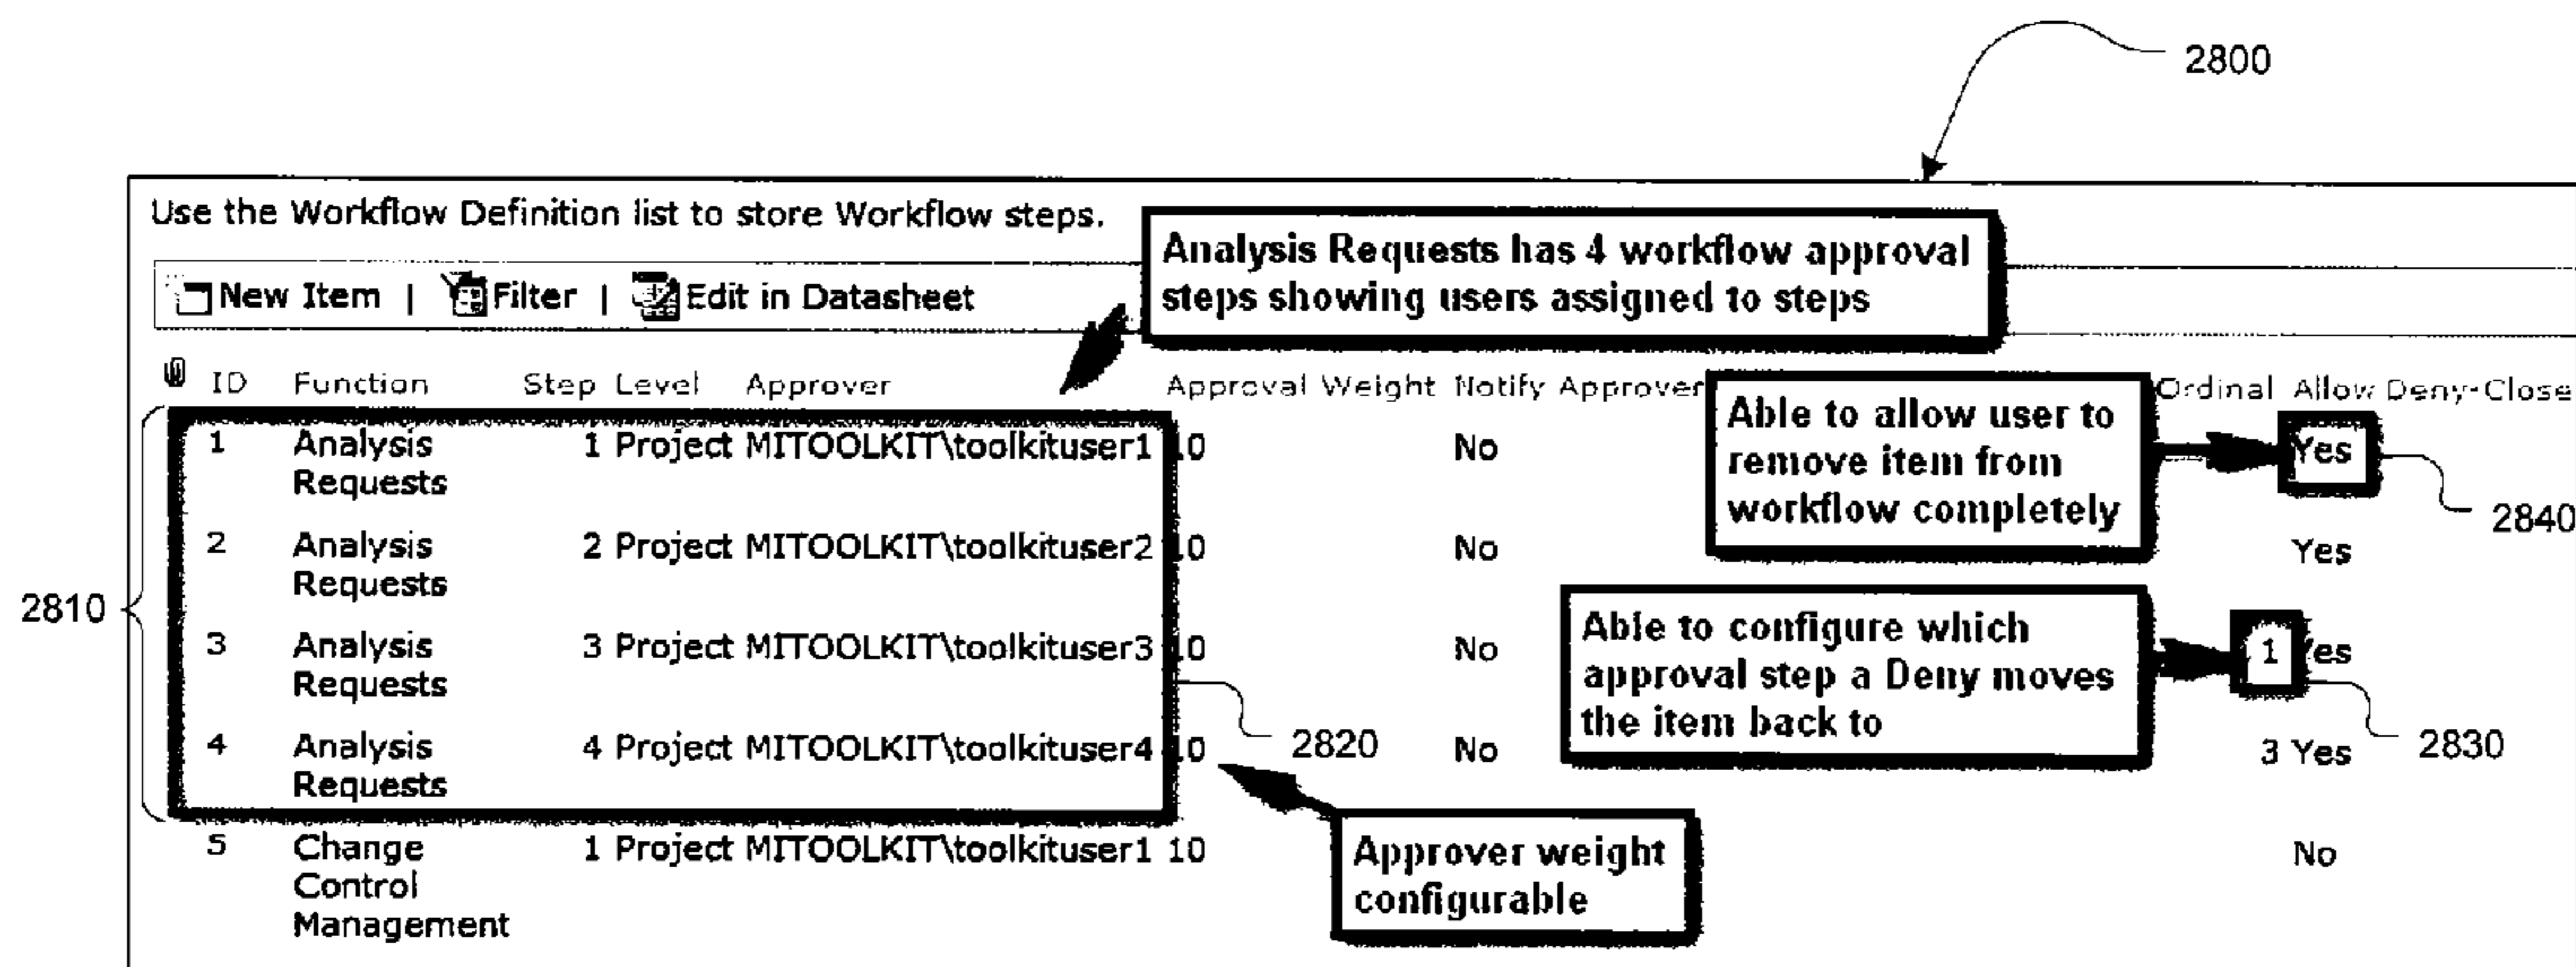 2800
Use the Workflow Definition list to store Workflow steps.
Analysis Requests has 4 workflow approval
steps showing users assigned to steps
New Item | Filter | Edit in Datasheet
ID Function Step Level Approver Approval Weight Notify Approver Ordinal Allow Deny-Close
Able to allow user to
remove item from
workflow completely
1 Analysis 1 Project MITOOLKIT\toolkituser1 10 No Yes
Requests
2840
2 Analysis 2 Project MITOOLKIT\toolkituser2 10 No Yes
Requests
2810
Able to configure which
approval step a Deny moves
the item back to
3 Analysis 3 Project MITOOLKIT\toolkituser3 10 No 1 Yes
Requests
2820
2830
4 Analysis 4 Project MITOOLKIT\toolkituser4 10 No 3 Yes
Requests
Approver weight
configurable
5 Change 1 Project MITOOLKIT\toolkituser1 10 No
Control
Management